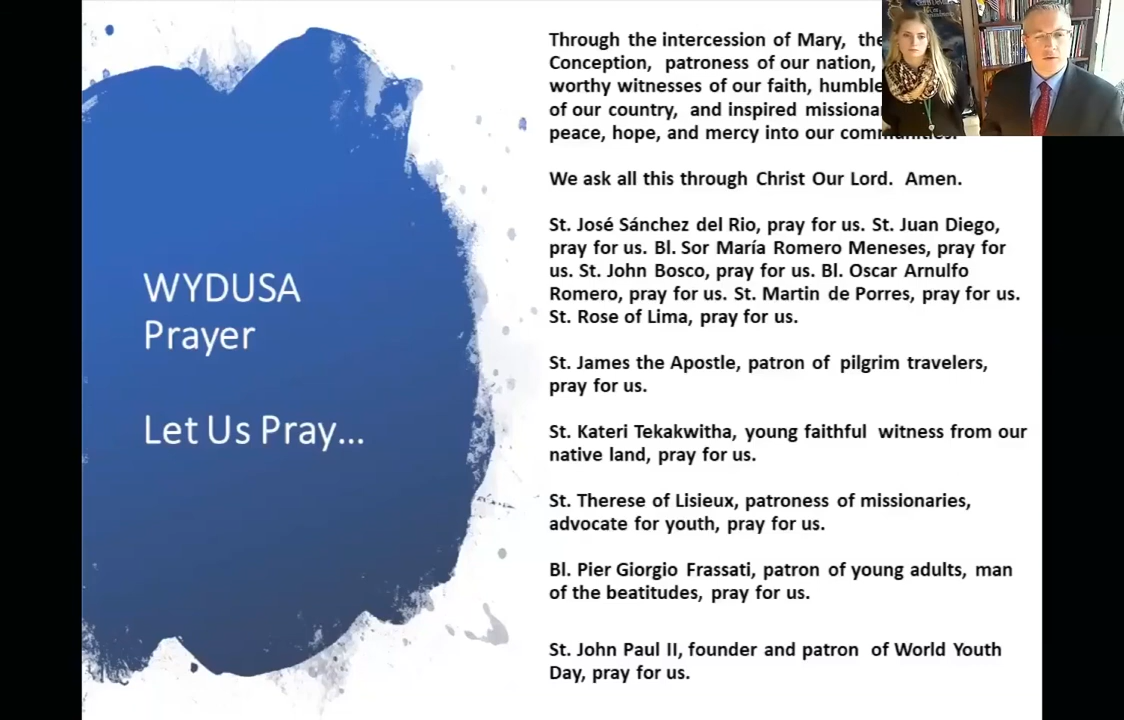 WYDUSA
Prayer
Let Us Pray...
Through the intercession of Mary, the
Conception, patroness of our nation,
worthy witnesses of our faith, humble
of our country, and inspired missionar
peace, hope, and mercy into our communities.
We ask all this through Christ Our Lord. Amen.
St. José Sánchez del Rio, pray for us. St. Juan Diego,
pray for us. Bl. Sor María Romero Meneses, pray for
us. St. John Bosco, pray for us. Bl. Oscar Arnulfo
Romero, pray for us. St. Martin de Porres, pray for us.
St. Rose of Lima, pray for us.
St. James the Apostle, patron of pilgrim travelers,
pray for us.
St. Kateri Tekakwitha, young faithful witness from our
native land, pray for us.
St. Therese of Lisieux, patroness of missionaries,
advocate for youth, pray for us.
Bl. Pier Giorgio Frassati, patron of young adults, man
of the beatitudes, pray for us.
St. John Paul II, founder and patron of World Youth
Day, pray for us.